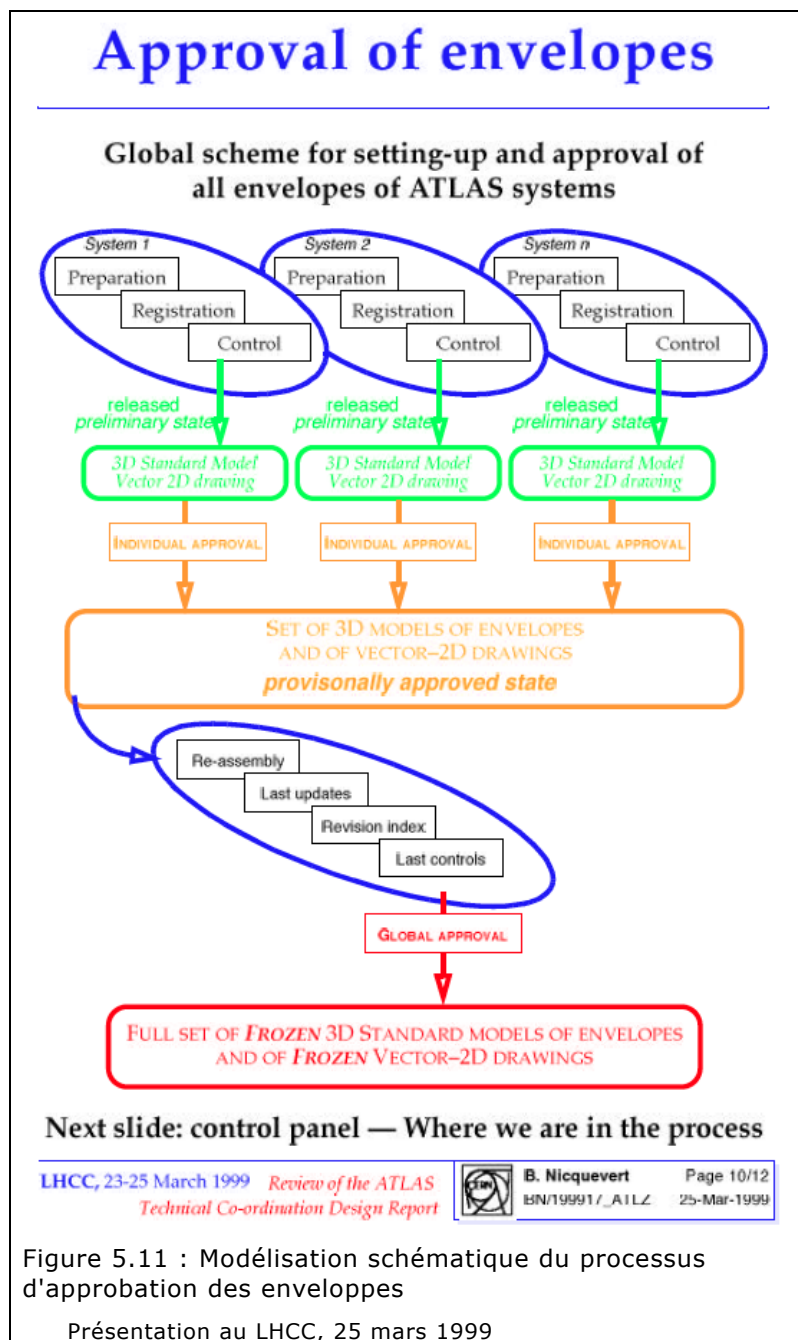 Approval of envelopes
Global scheme for setting-up and approval of
all envelopes of ATLAS systems
System 1
Preparation
Registration
Control
System 2
Preparation
Registration
Control
System n
Preparation
Registration
Control
released
preliminary state
released
preliminary state
released
preliminary state
3D Standard Model
Vector 2D drawing
3D Standard Model
Vector 2D drawing
3D Standard Model
Vector 2D drawing
INDIVIDUAL APPROVAL
INDIVIDUAL APPROVAL
INDIVIDUAL APPROVAL
SET OF 3D MODELS OF ENVELOPES
AND OF VECTOR–2D DRAWINGS
provisonally approved state
Re-assembly
Last updates
Revision index
Last controls
GLOBAL APPROVAL
FULL SET OF FROZEN 3D STANDARD MODELS OF ENVELOPES
AND OF FROZEN VECTOR–2D DRAWINGS
Next slide: control panel — Where we are in the process
LHCC, 23-25 March 1999 Review of the ATLAS
Technical Co-ordination Design Report
CERN
B. Nicquevert Page 10/12
BN/199917_ATLZ 25-Mar-1999
Figure 5.11 : Modélisation schématique du processus
d'approbation des enveloppes
Présentation au LHCC, 25 mars 1999